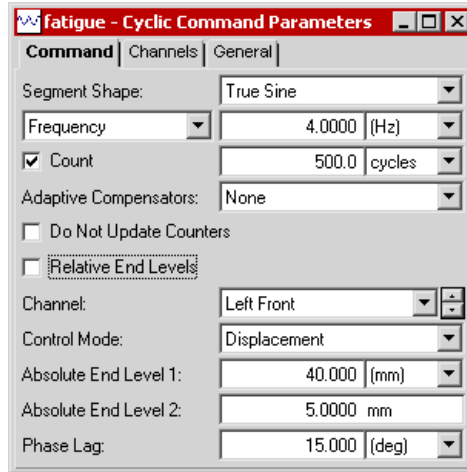 fatigue - Cyclic Command Parameters
Command Channels General
Segment Shape: True Sine
Frequency 4.0000 (Hz)
Count 500.0 cycles
Adaptive Compensators: None
Do Not Update Counters
Relative End Levels
Channel: Left Front
Control Mode: Displacement
Absolute End Level 1: 40.000 (mm)
Absolute End Level 2: 5.0000 mm
Phase Lag: 15.000 (deg)